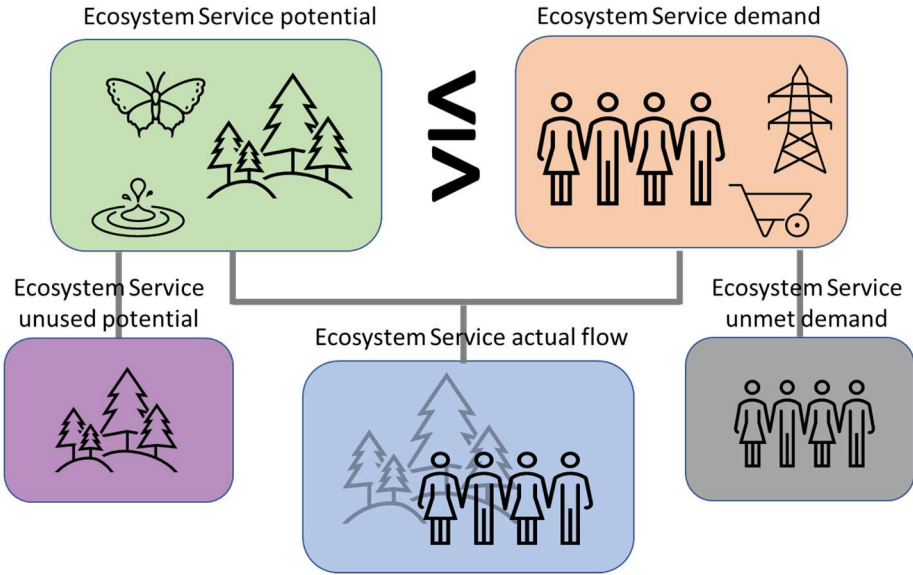 Ecosystem Service potential
Ecosystem Service demand
Ecosystem Service
unused potential
Ecosystem Service actual flow
Ecosystem Service
unmet demand